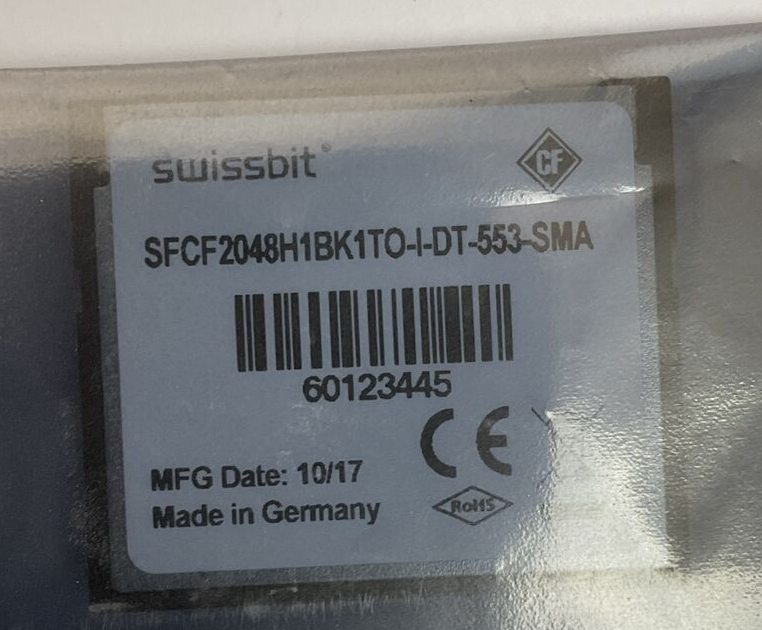 swissbit®
CF
SFCF2048H1BK1TO-I-DT-553-SMA
60123445
CE
MFG Date: 10/17
RoHS
Made in Germany